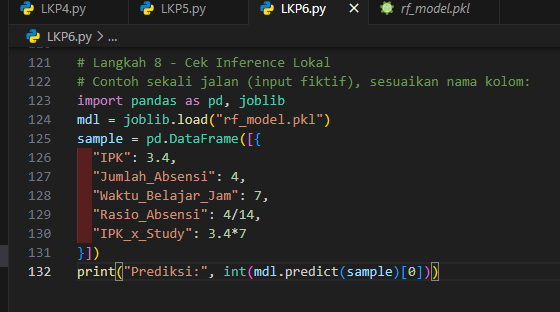 LKP4.py LKP5.py LKP6.py rf_model.pkl
LKP6.py > ...
121 # Langkah 8 - Cek Inference Lokal
122 # Contoh sekali jalan (input fiktif), sesuaikan nama kolom:
123 import pandas as pd, joblib
124 mdl = joblib.load("rf_model.pkl")
125 sample = pd.DataFrame([{
126 "IPK": 3.4,
127 "Jumlah_Absensi": 4,
128 "Waktu_Belajar_Jam": 7,
129 "Rasio_Absensi": 4/14,
130 "IPK_x_Study": 3.4*7
131 }])
132 print("Prediksi:", int(mdl.predict(sample)[0]))